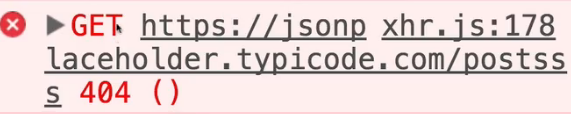 GET https://jsonp xhr.js:178
laceholder.typicode.com/postss
s 404 ()